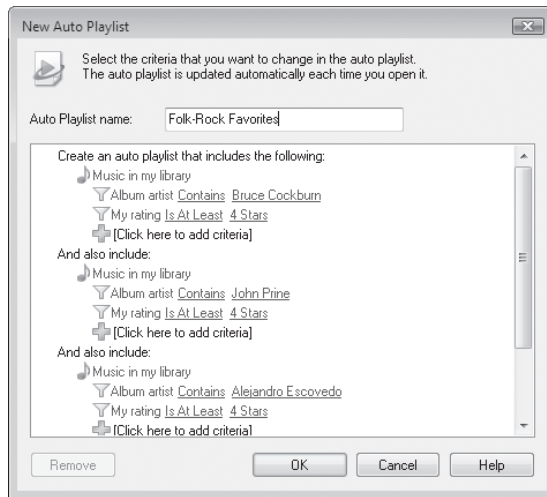 New Auto Playlist
Select the criteria that you want to change in the auto playlist.
The auto playlist is updated automatically each time you open it.
Auto Playlist name: Folk-Rock Favorites
Create an auto playlist that includes the following:
Music in my library
Album artist Contains Bruce Cockburn
My rating Is At Least 4 Stars
[Click here to add criteria]
And also include:
Music in my library
Album artist Contains John Prine
My rating Is At Least 4 Stars
[Click here to add criteria]
And also include:
Music in my library
Album artist Contains Alejandro Escovedo
My rating Is At Least 4 Stars
[Click here to add criteria]
Remove OK Cancel Help